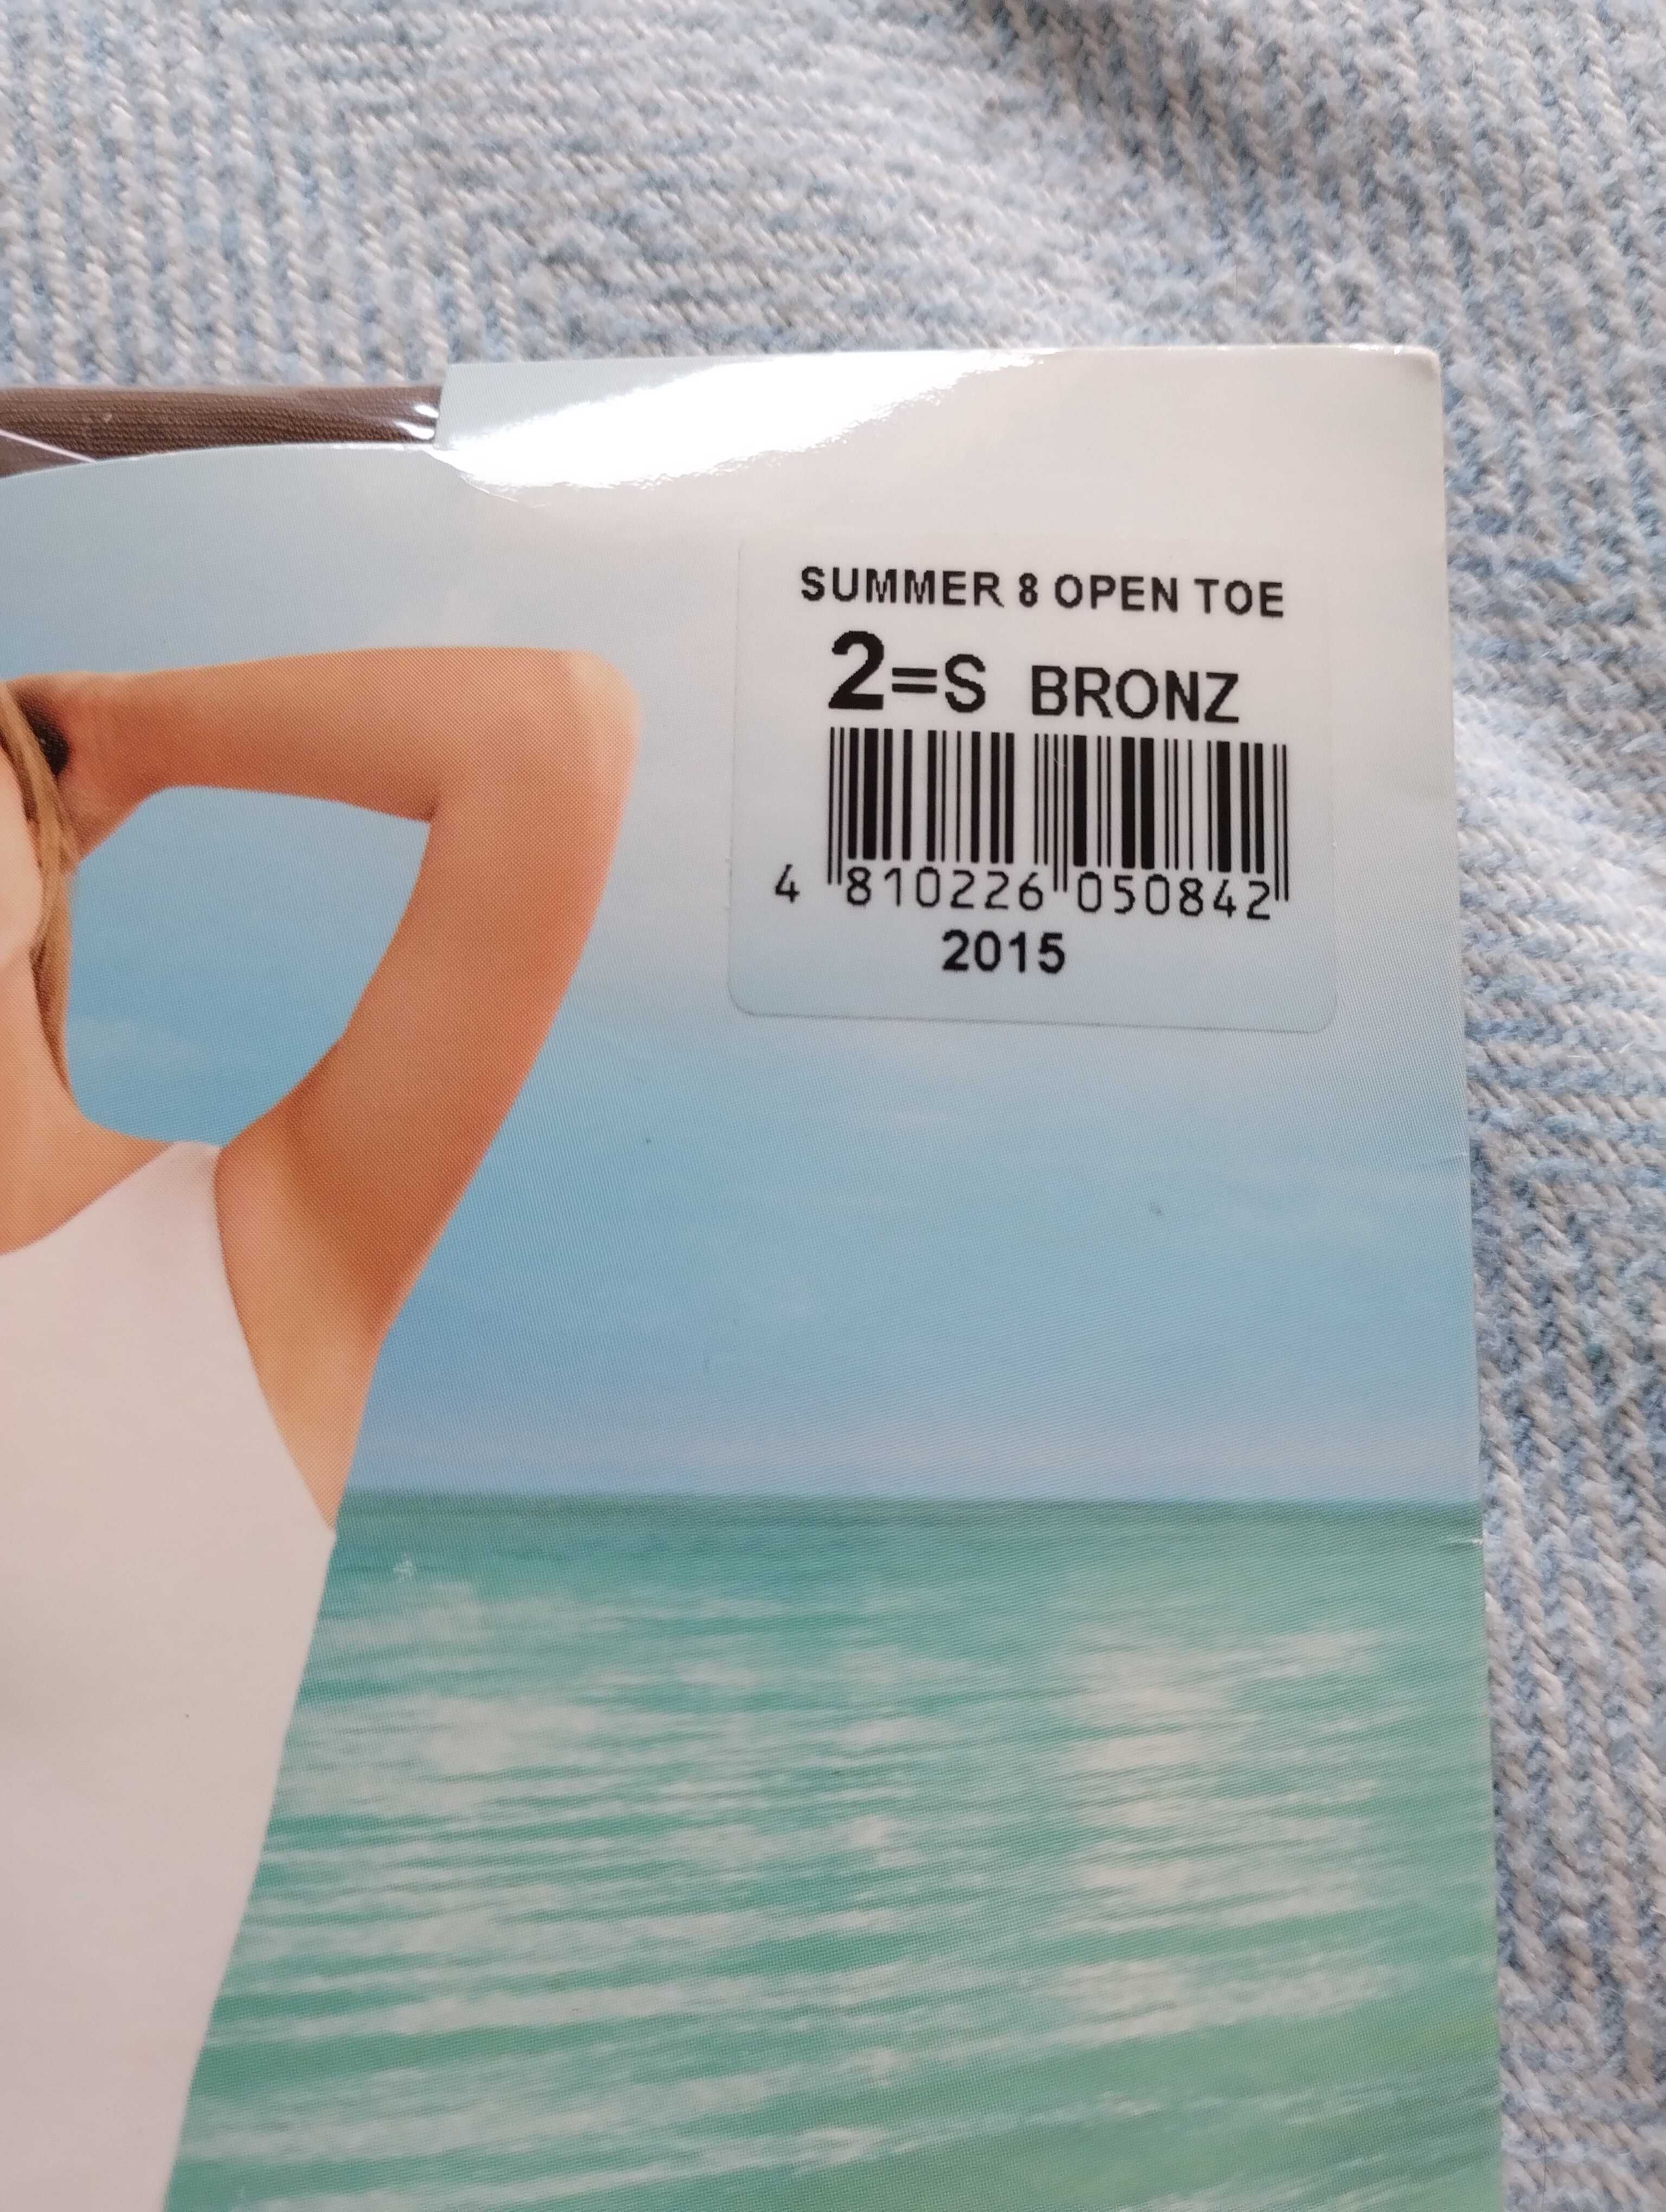 SUMMER 8 OPEN TOE
2=S BRONZ
4 810226 050842
2015